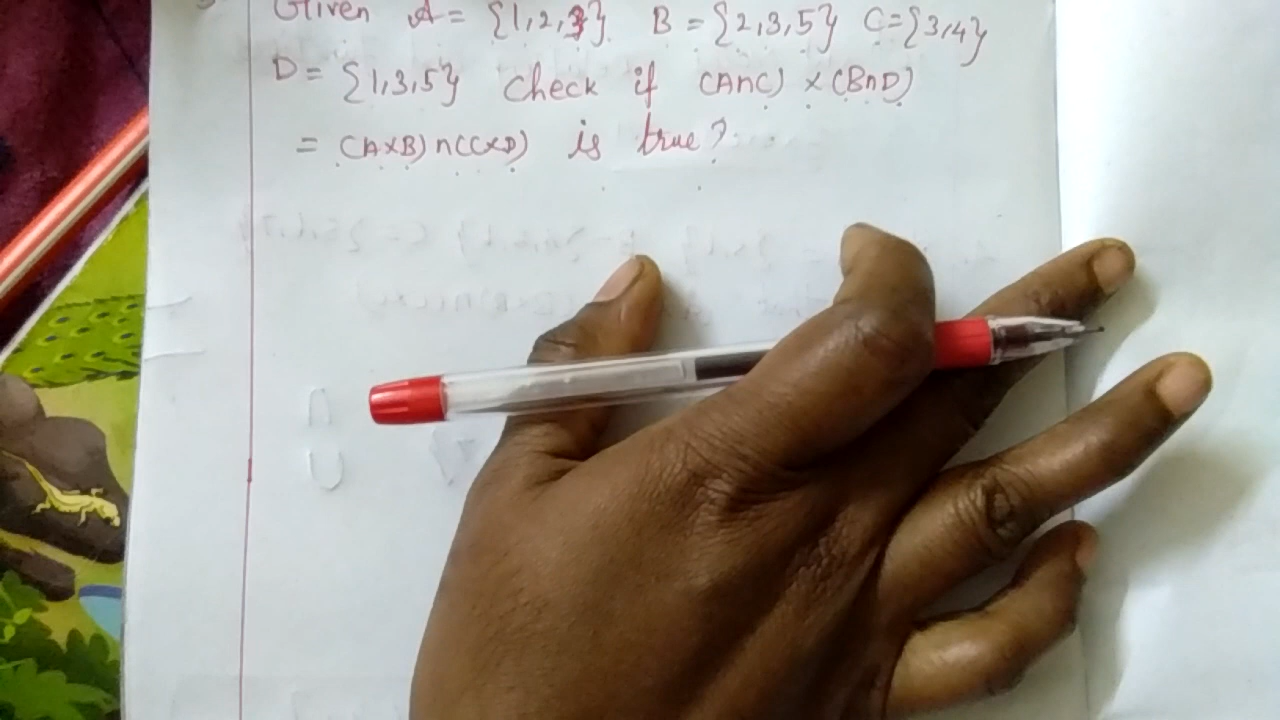 Given A = {1,2,3} B = {2,3,5} C={3,4}
D = {1,3,5} check if (A∩C) × (B∩D)
= (A×B)∩(C×D) is true?
∩
∪